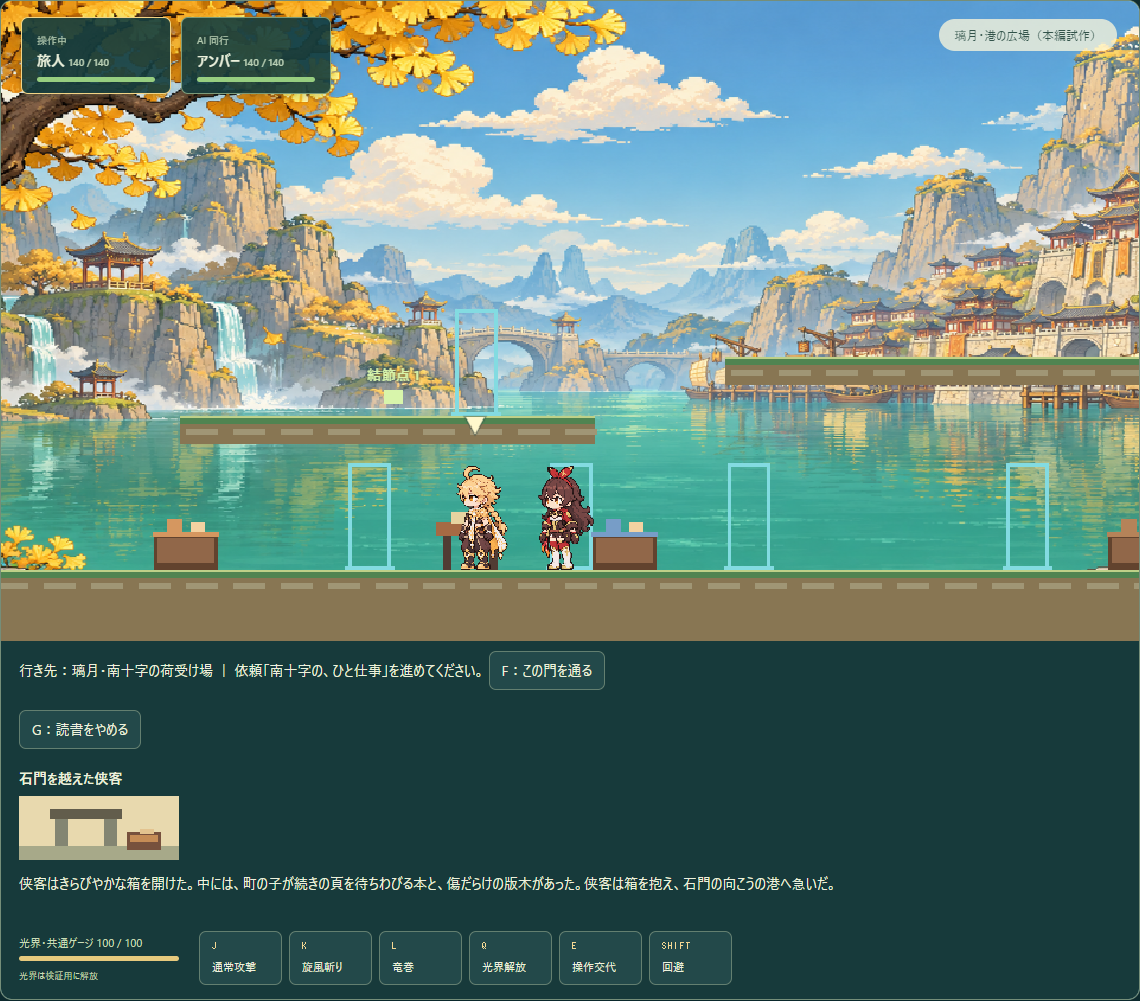 操作中
旅人 140 / 140
AI 同行
アンバー 140 / 140
璃月・港の広場（本編試作）
結節点 1
行き先：璃月・南十字の荷受け場 ｜ 依頼「南十字の、ひと仕事」を進めてください。 F：この門を通る
G：読書をやめる
石門を越えた侠客
侠客はきらびやかな箱を開けた。中には、町の子が続きの頁を待ちわびる本と、傷だらけの版木があった。侠客は箱を抱え、石門の向こうの港へ急いだ。
光界・共通ゲージ 100 / 100
光界は検証用に解放
J
通常攻撃
K
旋風斬り
L
竜巻
Q
光界解放
E
操作交代
SHIFT
回避